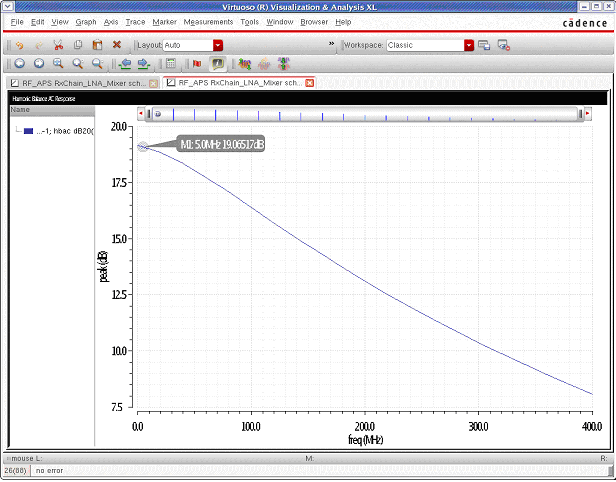 Virtuoso (R) Visualization & Analysis XL
File Edit View Graph Axis Trace Marker Measurements Tools Window Browser Help
cādence
Layout: Auto
» Workspace: Classic
RF_APS RxChain_LNA_Mixer sch...
RF_APS RxChain_LNA_Mixer sch...
Harmonic Balance AC Response
Name
...-1; hbac dB20(
M1: 5.0MHz 19.06517dB
20.0
17.5
15.0
12.5
10.0
7.5
peak (dB)
0.0 100.0 200.0 300.0 400.0
freq (MHz)
mouse L: M: R:
26(88) no error